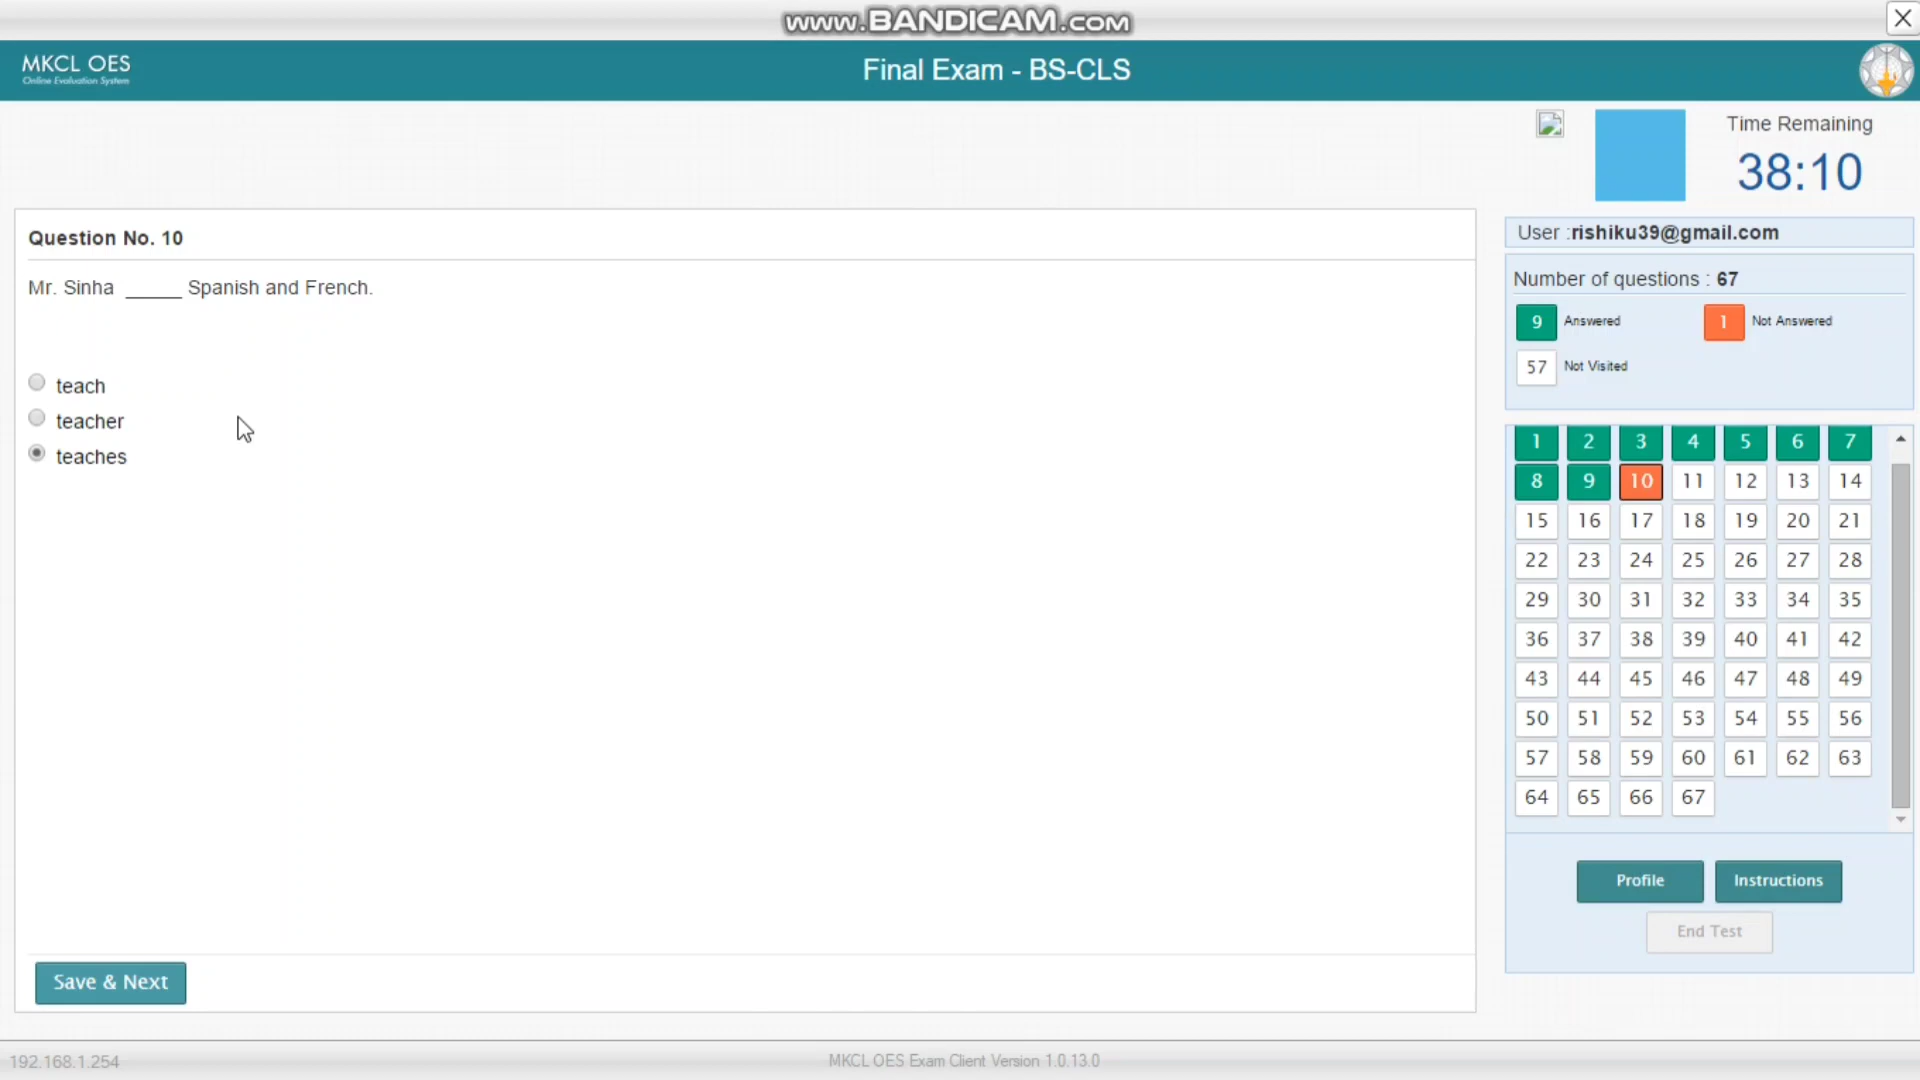 www.BANDICAM.com
MKCL OES
Online Evaluation System
Final Exam - BS-CLS
Time Remaining
38:10
Question No. 10
Mr. Sinha _____ Spanish and French.
teach
teacher
teaches
Save & Next
User :rishiku39@gmail.com
Number of questions : 67
9 Answered 1 Not Answered
57 Not Visited
1 2 3 4 5 6 7
8 9 10 11 12 13 14
15 16 17 18 19 20 21
22 23 24 25 26 27 28
29 30 31 32 33 34 35
36 37 38 39 40 41 42
43 44 45 46 47 48 49
50 51 52 53 54 55 56
57 58 59 60 61 62 63
64 65 66 67
Profile Instructions
End Test
192.168.1.254
MKCL OES Exam Client Version 1.0.13.0